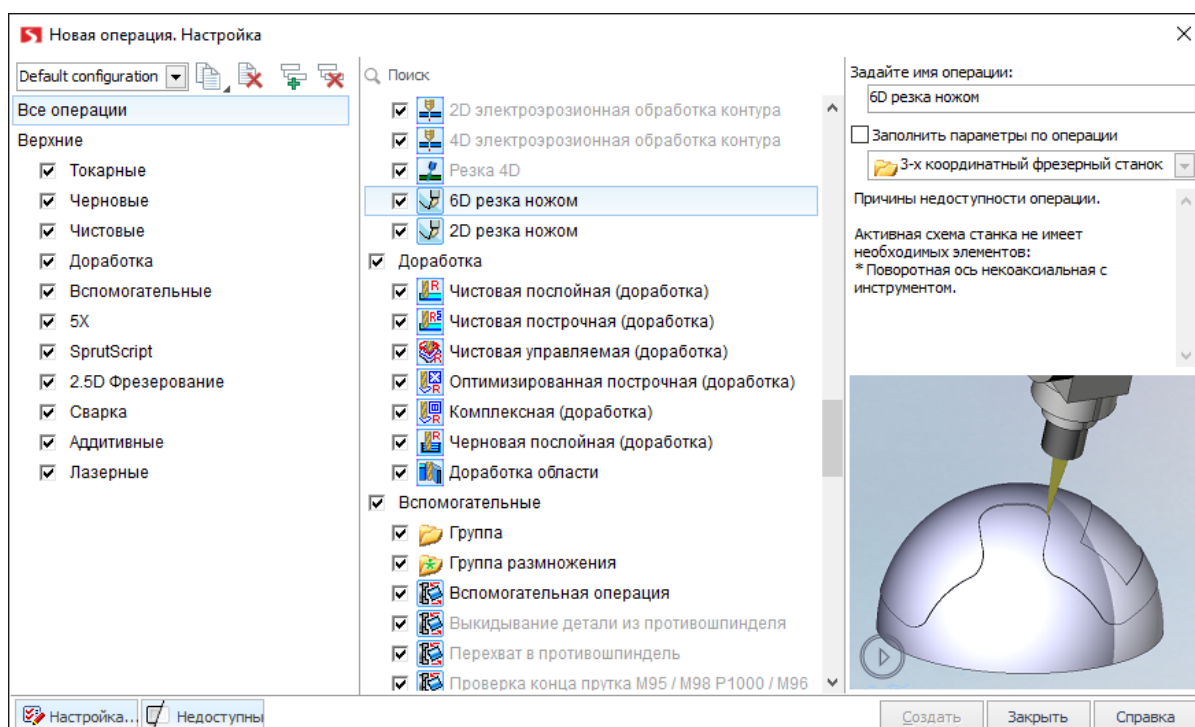 Новая операция. Настройка
Default configuration
Все операции
Верхние
Токарные
Черновые
Чистовые
Доработка
Вспомогательные
5X
SprutScript
2.5D Фрезерование
Сварка
Аддитивные
Лазерные
Поиск
2D электроэрозионная обработка контура
4D электроэрозионная обработка контура
Резка 4D
6D резка ножом
2D резка ножом
Доработка
Чистовая послойная (доработка)
Чистовая построчная (доработка)
Чистовая управляемая (доработка)
Оптимизированная построчная (доработка)
Комплексная (доработка)
Черновая послойная (доработка)
Доработка области
Вспомогательные
Группа
Группа размножения
Вспомогательная операция
Выкидывание детали из противошпинделя
Перехват в противошпиндель
Проверка конца прутка M95 / M98 P1000 / M96
Задайте имя операции:
6D резка ножом
Заполнить параметры по операции
3-х координатный фрезерный станок
Причины недоступности операции.
Активная схема станка не имеет
необходимых элементов:
* Поворотная ось некоаксиальная с
инструментом.
Настройка...
Недоступны
Создать
Закрыть
Справка